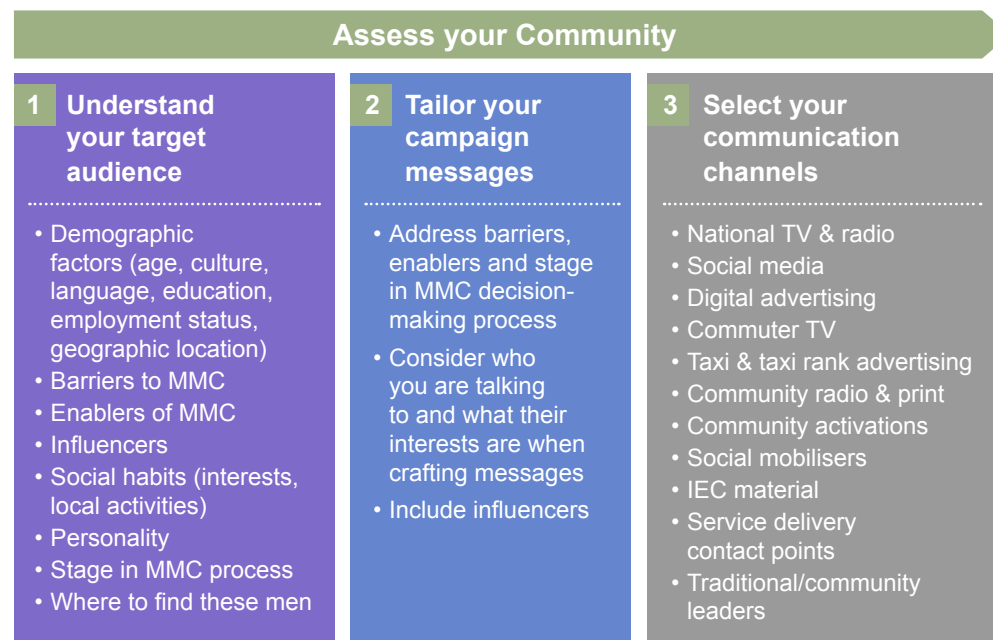 Assess your Community
1 Understand
your target
audience
• Demographic
factors (age, culture,
language, education,
employment status,
geographic location)
• Barriers to MMC
• Enablers of MMC
• Influencers
• Social habits (interests,
local activities)
• Personality
• Stage in MMC process
• Where to find these men
2 Tailor your
campaign
messages
• Address barriers,
enablers and stage
in MMC decision-
making process
• Consider who
you are talking
to and what their
interests are when
crafting messages
• Include influencers
3 Select your
communication
channels
• National TV & radio
• Social media
• Digital advertising
• Commuter TV
• Taxi & taxi rank advertising
• Community radio & print
• Community activations
• Social mobilisers
• IEC material
• Service delivery
contact points
• Traditional/community
leaders